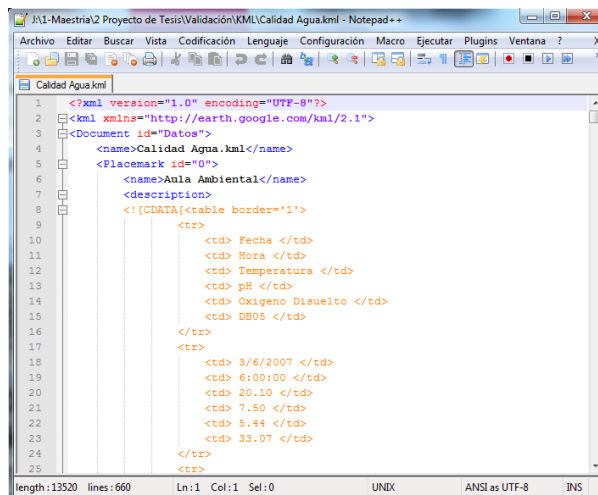 J:\1-Maestria\2 Proyecto de Tesis\Validación\KML\Calidad Agua.kml - Notepad++
Archivo Editar Buscar Vista Codificación Lenguaje Configuración Macro Ejecutar Plugins Ventana ? X
Calidad Agua.kml
1 <?xml version="1.0" encoding="UTF-8"?>
2 <kml xmlns="http://earth.google.com/kml/2.1">
3 <Document id="Datos">
4 <name>Calidad Agua.kml</name>
5 <Placemark id="0">
6 <name>Aula Ambiental</name>
7 <description>
8 <![CDATA[<table border='1'>
9 <tr>
10 <td> Fecha </td>
11 <td> Hora </td>
12 <td> Temperatura </td>
13 <td> pH </td>
14 <td> Oxigeno Disuelto </td>
15 <td> DBO5 </td>
16 </tr>
17 <tr>
18 <td> 3/6/2007 </td>
19 <td> 6:00:00 </td>
20 <td> 20.10 </td>
21 <td> 7.50 </td>
22 <td> 5.44 </td>
23 <td> 33.07 </td>
24 </tr>
25 <tr>
length : 13520 lines : 660 Ln : 1 Col : 1 Sel : 0 UNIX ANSI as UTF-8 INS